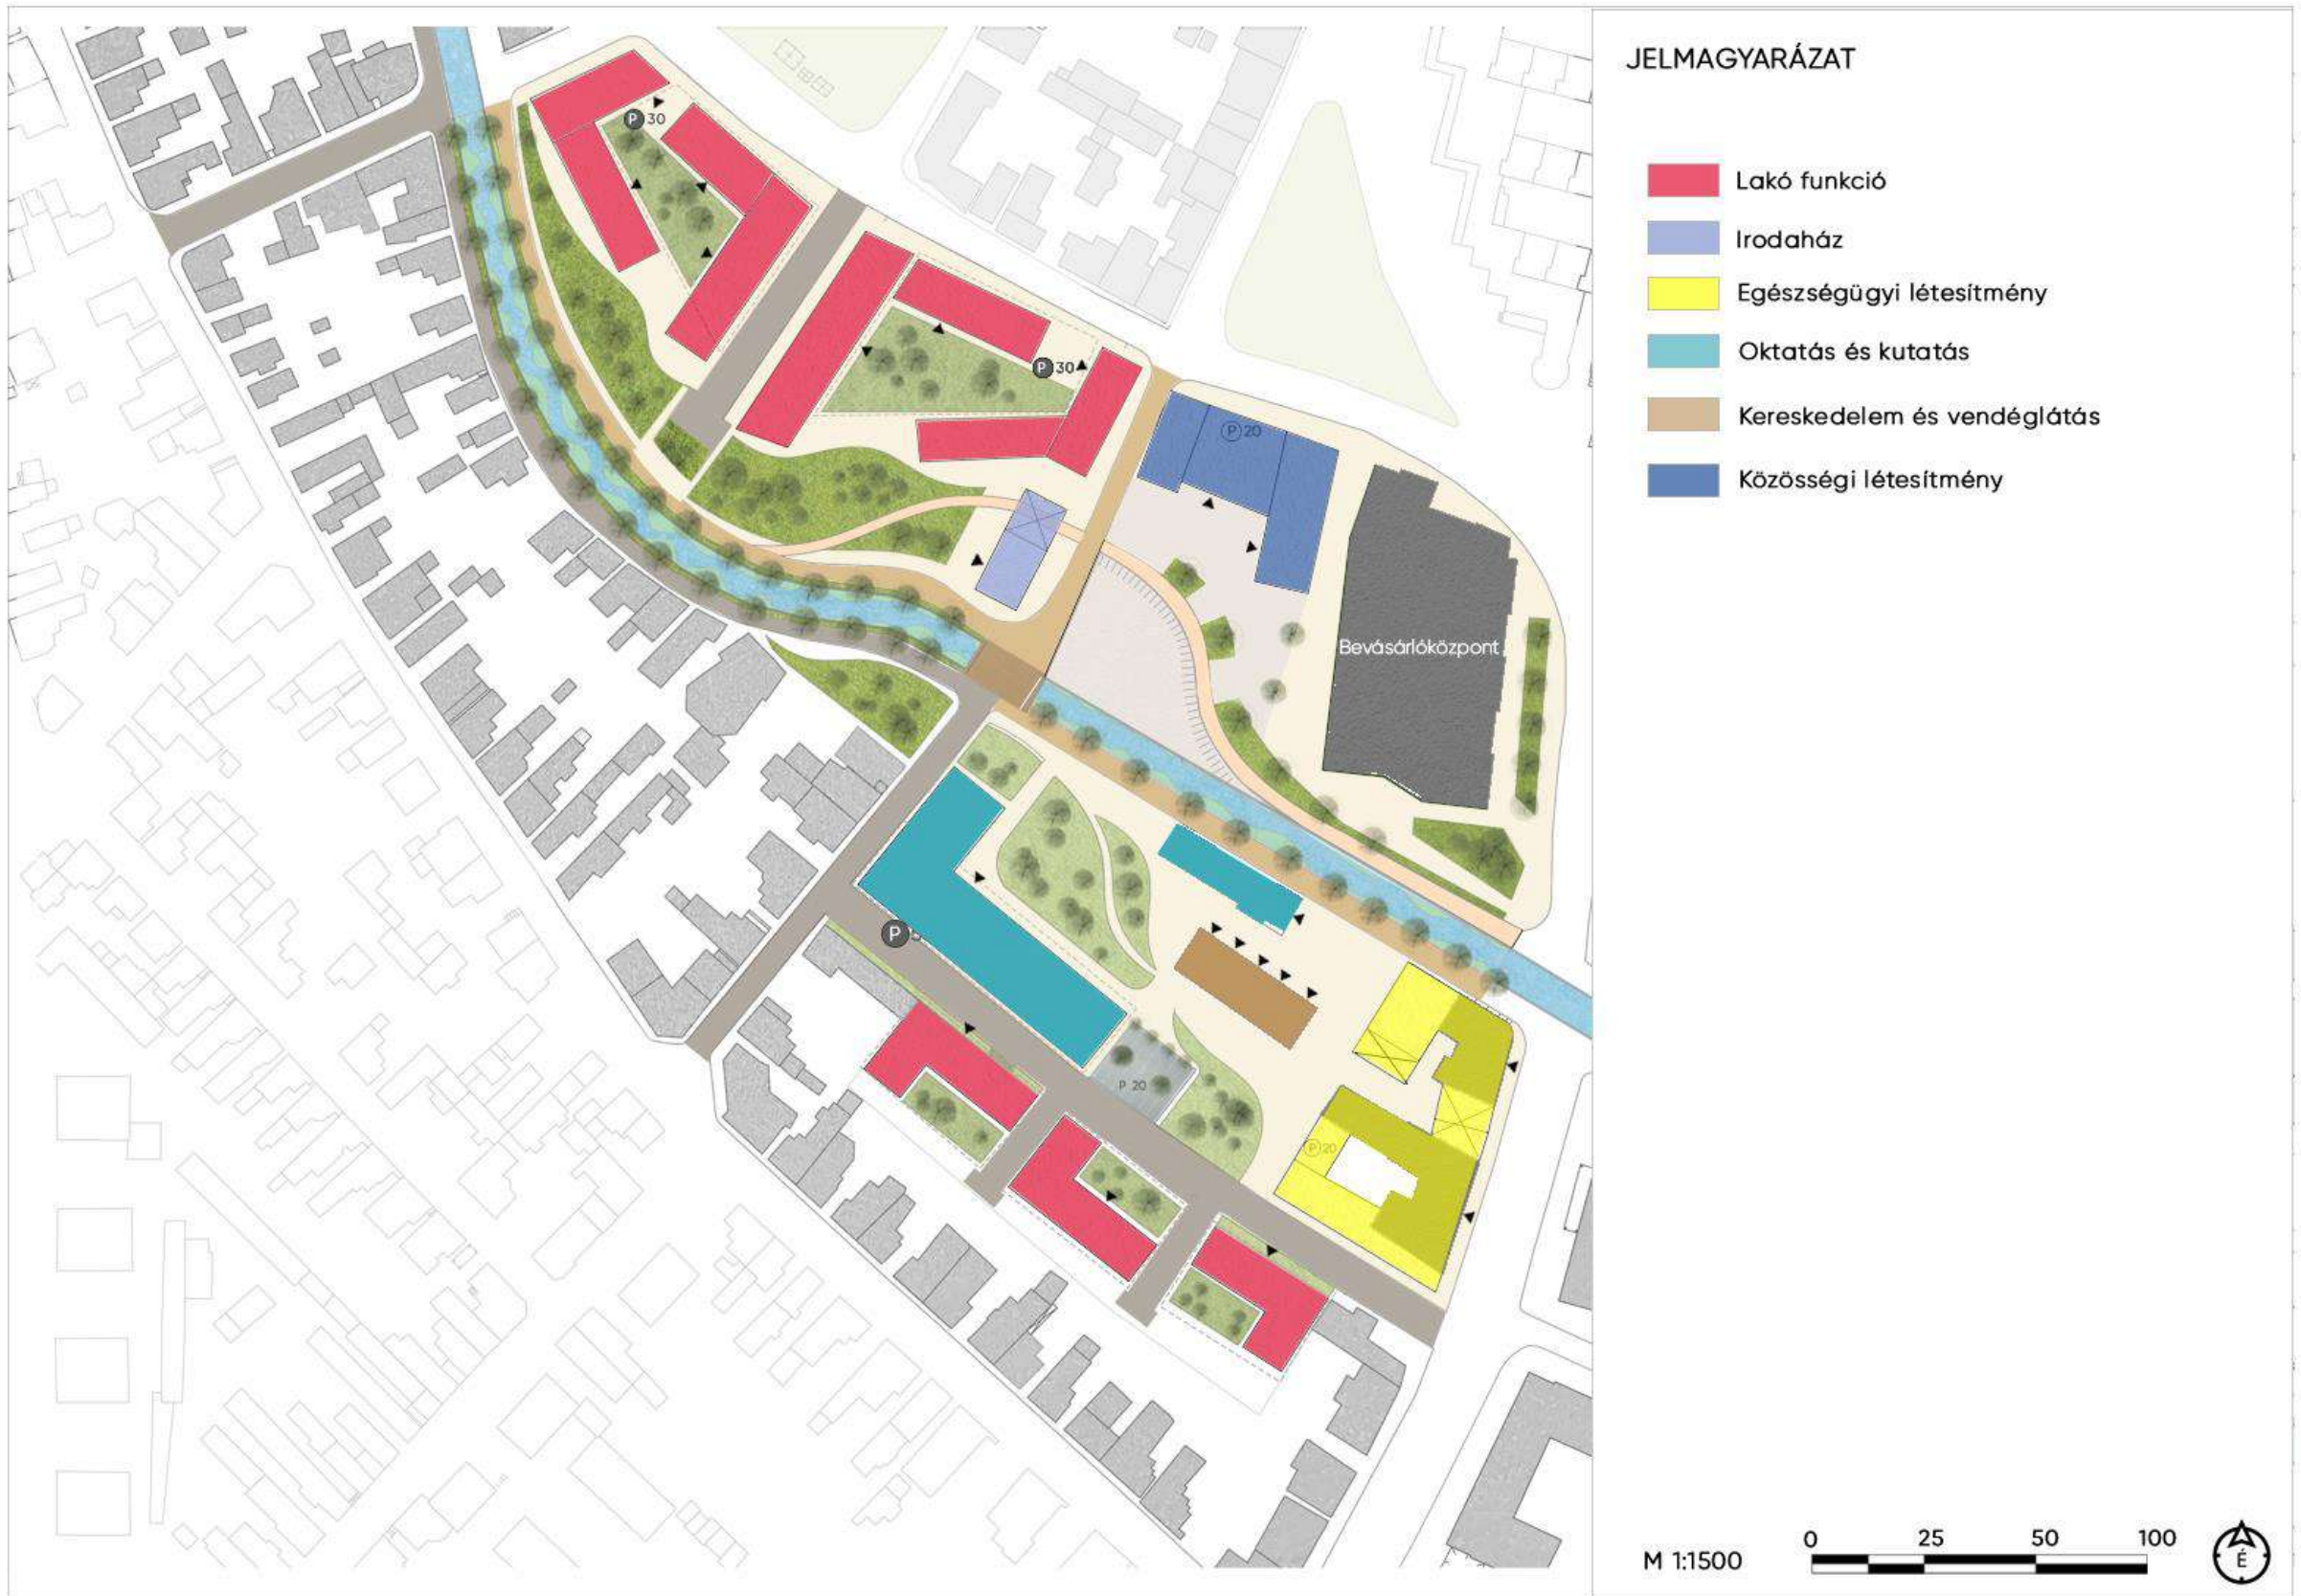 JELMAGYARÁZAT
Lakó funkció
Irodaház
Egészségügyi létesítmény
Oktatás és kutatás
Kereskedelem és vendéglátás
Közösségi létesítmény
P 30
P 30
P 20
Bevásárlóközpont
P
P 20
P 20
M 1:1500
0 25 50 100
É